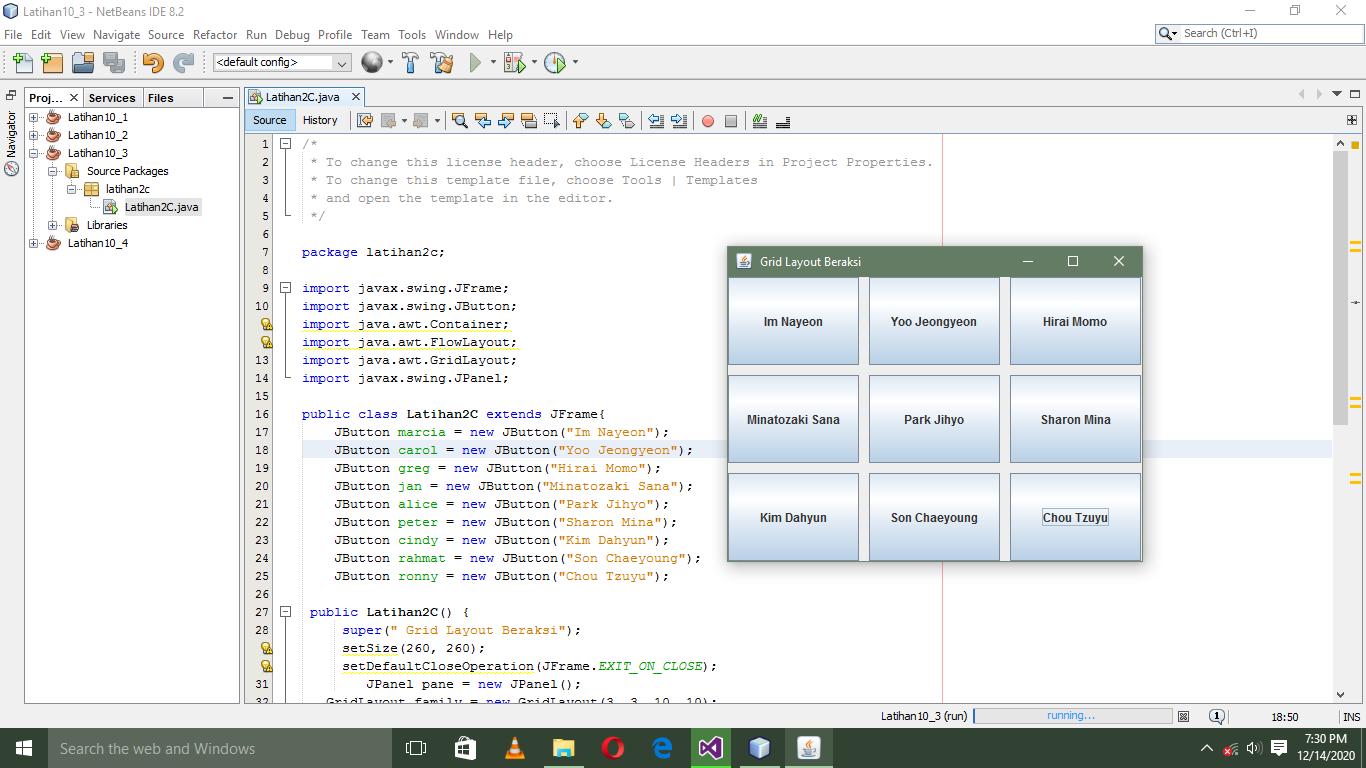 Latihan10_3 - NetBeans IDE 8.2
File Edit View Navigate Source Refactor Run Debug Profile Team Tools Window Help
Search (Ctrl+I)
<default config>
Proj... Services Files
Navigator
Latihan10_1
Latihan10_2
Latihan10_3
Source Packages
latihan2c
Latihan2C.java
Libraries
Latihan10_4
Latihan2C.java
Source History
1 /*
2 * To change this license header, choose License Headers in Project Properties.
3 * To change this template file, choose Tools | Templates
4 * and open the template in the editor.
5 */
6
7 package latihan2c;
8
9 import javax.swing.JFrame;
10 import javax.swing.JButton;
import java.awt.Container;
import java.awt.FlowLayout;
13 import java.awt.GridLayout;
14 import javax.swing.JPanel;
15
16 public class Latihan2C extends JFrame{
17 JButton marcia = new JButton("Im Nayeon");
18 JButton carol = new JButton("Yoo Jeongyeon");
19 JButton greg = new JButton("Hirai Momo");
20 JButton jan = new JButton("Minatozaki Sana");
21 JButton alice = new JButton("Park Jihyo");
22 JButton peter = new JButton("Sharon Mina");
23 JButton cindy = new JButton("Kim Dahyun");
24 JButton rahmat = new JButton("Son Chaeyoung");
25 JButton ronny = new JButton("Chou Tzuyu");
26
27 public Latihan2C() {
28 super(" Grid Layout Beraksi");
setSize(260, 260);
setDefaultCloseOperation(JFrame.EXIT_ON_CLOSE);
31 JPanel pane = new JPanel();
32 GridLayout family = new GridLayout(3, 3, 10, 10);
Grid Layout Beraksi
Im Nayeon Yoo Jeongyeon Hirai Momo
Minatozaki Sana Park Jihyo Sharon Mina
Kim Dahyun Son Chaeyoung Chou Tzuyu
Latihan10_3 (run) running... 1 18:50 INS
Search the web and Windows
7:30 PM
12/14/2020